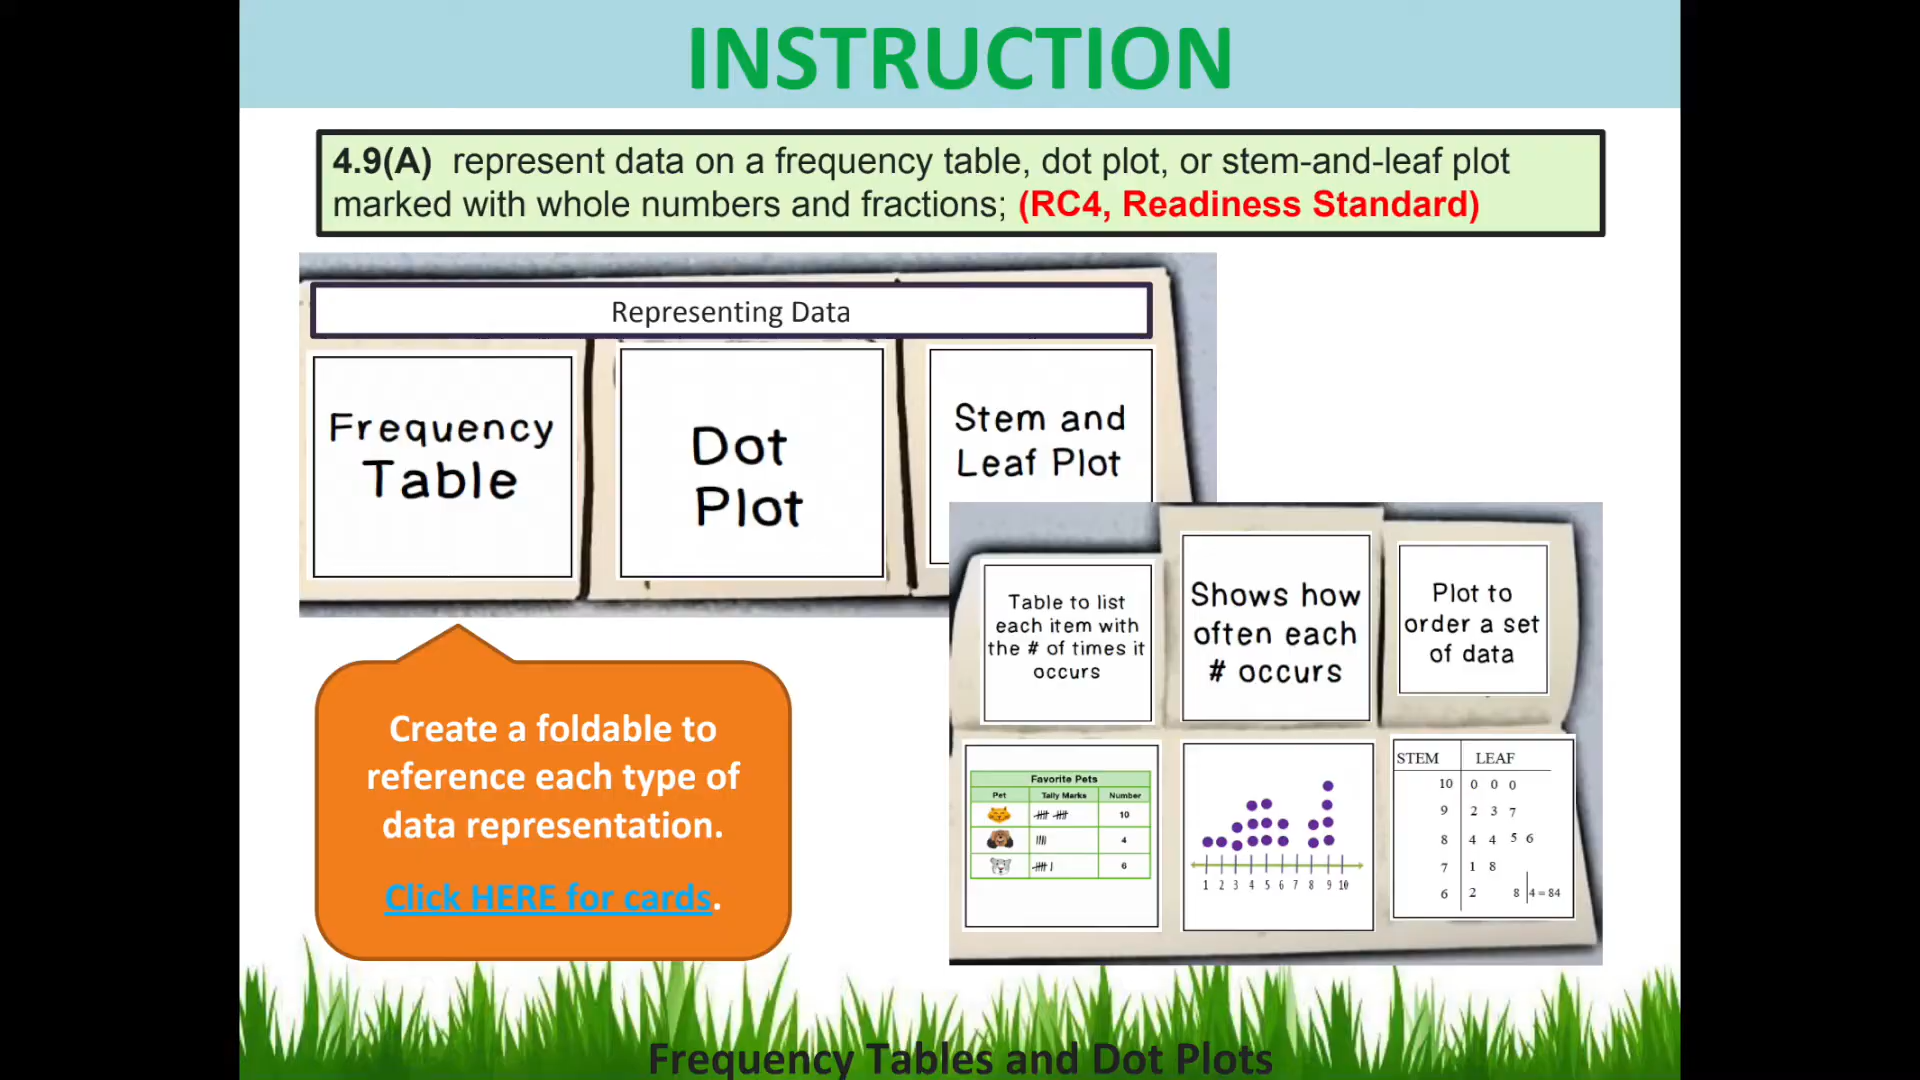 INSTRUCTION
4.9(A) represent data on a frequency table, dot plot, or stem-and-leaf plot
marked with whole numbers and fractions; (RC4, Readiness Standard)
Representing Data
Frequency
Table
Dot
Plot
Stem and
Leaf Plot
Table to list
each item with
the # of times it
occurs
Shows how
often each
# occurs
Plot to
order a set
of data
Favorite Pets
Pet Tally Marks Number
10
4
6
1 2 3 4 5 6 7 8 9 10
STEM LEAF
10 0 0 0
9 2 3 7
8 4 4 5 6
7 1 8
6 2
8 | 4 = 84
Create a foldable to
reference each type of
data representation.
Click HERE for cards.
Frequency Tables and Dot Plots